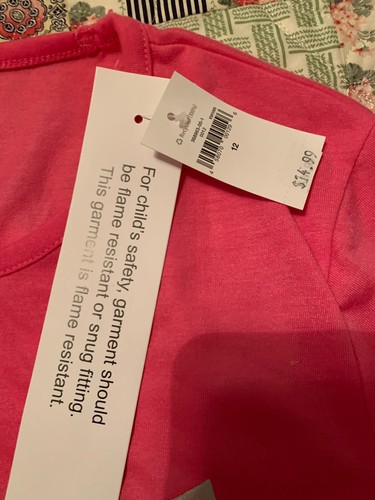 For child's safety, garment should
be flame resistant or snug fitting.
This garment is flame resistant.
12
$14.99